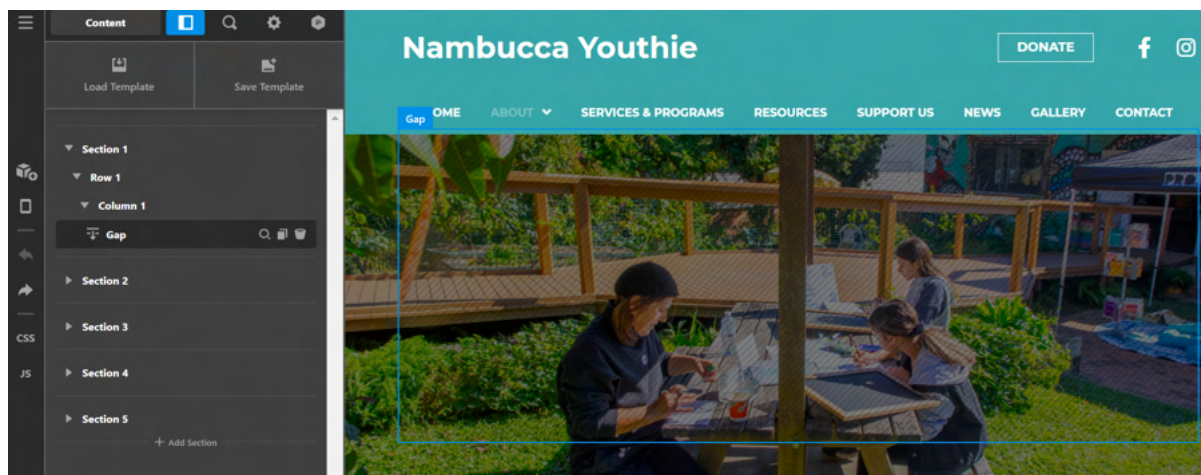 Content
Load Template
Save Template
Section 1
Row 1
Column 1
Gap
Section 2
Section 3
Section 4
Section 5
+ Add Section
CSS
JS
Nambucca Youthie
DONATE
Gap
OME ABOUT SERVICES & PROGRAMS RESOURCES SUPPORT US NEWS GALLERY CONTACT
PRO